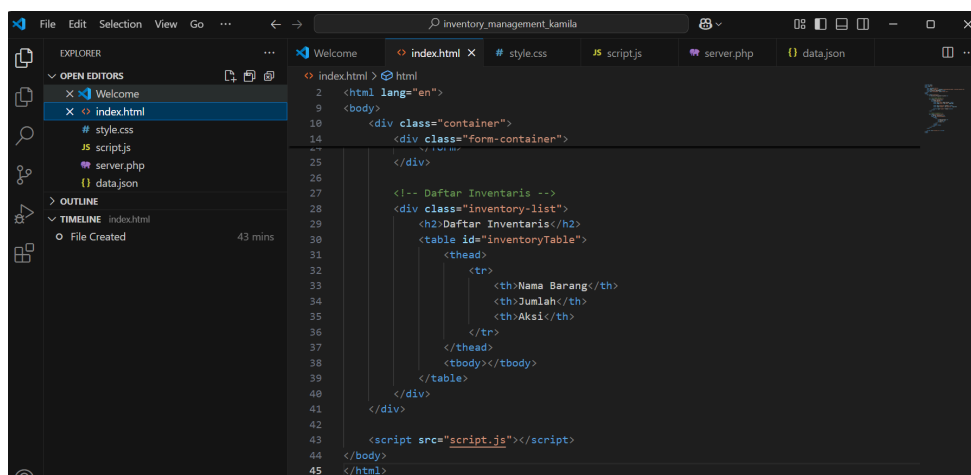 File Edit Selection View Go ... inventory_management_kamila
EXPLORER ...
OPEN EDITORS
Welcome
index.html
style.css
JS script.js
server.php
{} data.json
OUTLINE
TIMELINE index.html
File Created 43 mins
Welcome <> index.html # style.css JS script.js server.php {} data.json
<> index.html > html
2 <html lang="en">
9 <body>
10 <div class="container">
14 <div class="form-container">
24 </form>
25 </div>
26
27 <!-- Daftar Inventaris -->
28 <div class="inventory-list">
29 <h2>Daftar Inventaris</h2>
30 <table id="inventoryTable">
31 <thead>
32 <tr>
33 <th>Nama Barang</th>
34 <th>Jumlah</th>
35 <th>Aksi</th>
36 </tr>
37 </thead>
38 <tbody></tbody>
39 </table>
40 </div>
41 </div>
42
43 <script src="script.js"></script>
44 </body>
45 </html>